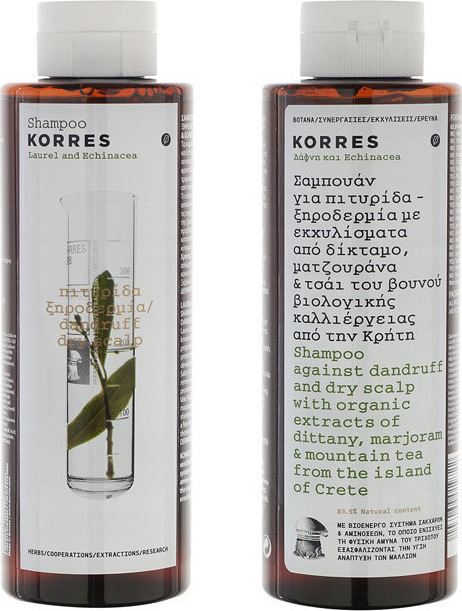 Shampoo
KORRES
Laurel and Echinacea
KORRES
300
πιτυρίδα
ξηροδερμία/
dandruff
dry scalp
100
HERBS/COOPERATIONS/EXTRACTIONS/RESEARCH
ΒΟΤΑΝΑ/ΣΥΝΕΡΓΑΣΙΕΣ/ΕΚΧΥΛΙΣΕΙΣ/ΕΡΕΥΝΑ
KORRES
Δάφνη και Echinacea
Σαμπουάν
για πιτυρίδα -
ξηροδερμία με
εκχυλίσματα
από δίκταμο,
ματζουράνα
& τσάι του βουνού
βιολογικής
καλλιέργειας
από την Κρήτη
Shampoo
against dandruff
and dry scalp
with organic
extracts of
dittany, marjoram
& mountain tea
from the island
of Crete
83.5% Natural content
ΜΕ ΒΙΟΕΝΕΡΓΟ ΣΥΣΤΗΜΑ ΣΑΚΧΑΡΩΝ
& ΑΜΙΝΟΞΕΩΝ, ΤΟ ΟΠΟΙΟ ΕΝΙΣΧΥΕΙ
ΤΗ ΦΥΣΙΚΗ ΑΜΥΝΑ ΤΟΥ ΤΡΙΧΩΤΟΥ
ΕΞΑΣΦΑΛΙΖΟΝΤΑΣ ΤΗΝ ΥΓΙΗ
ΑΝΑΠΤΥΞΗ ΤΩΝ ΜΑΛΛΙΩΝ